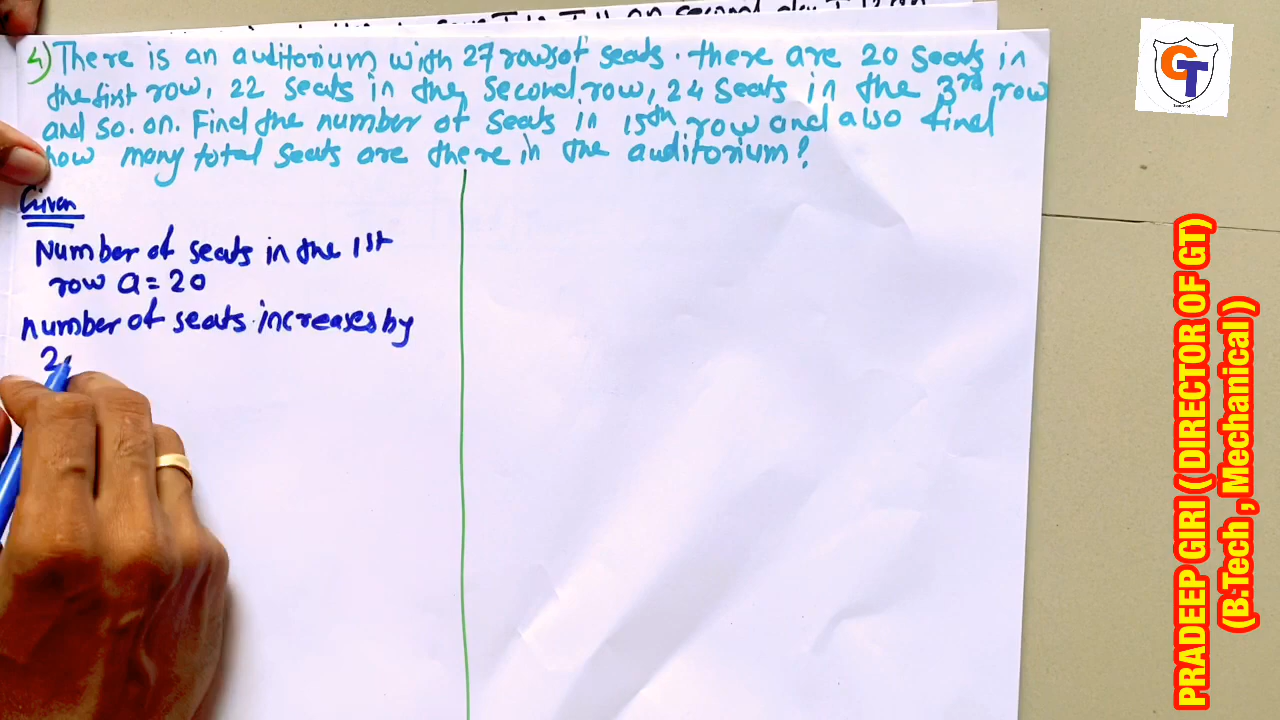 4) There is an auditorium with 27 rows of seats. there are 20 seats in
the first row, 22 seats in the second row, 24 seats in the 3rd row
and so. on. Find the number of seats in 15th row and also find
how many total seats are there in the auditorium?
Given
Number of seats in the 1st
row a = 20
number of seats increases by
2
GT
PRADEEP GIRI ( DIRECTOR OF GT)
(B.Tech , Mechanical )